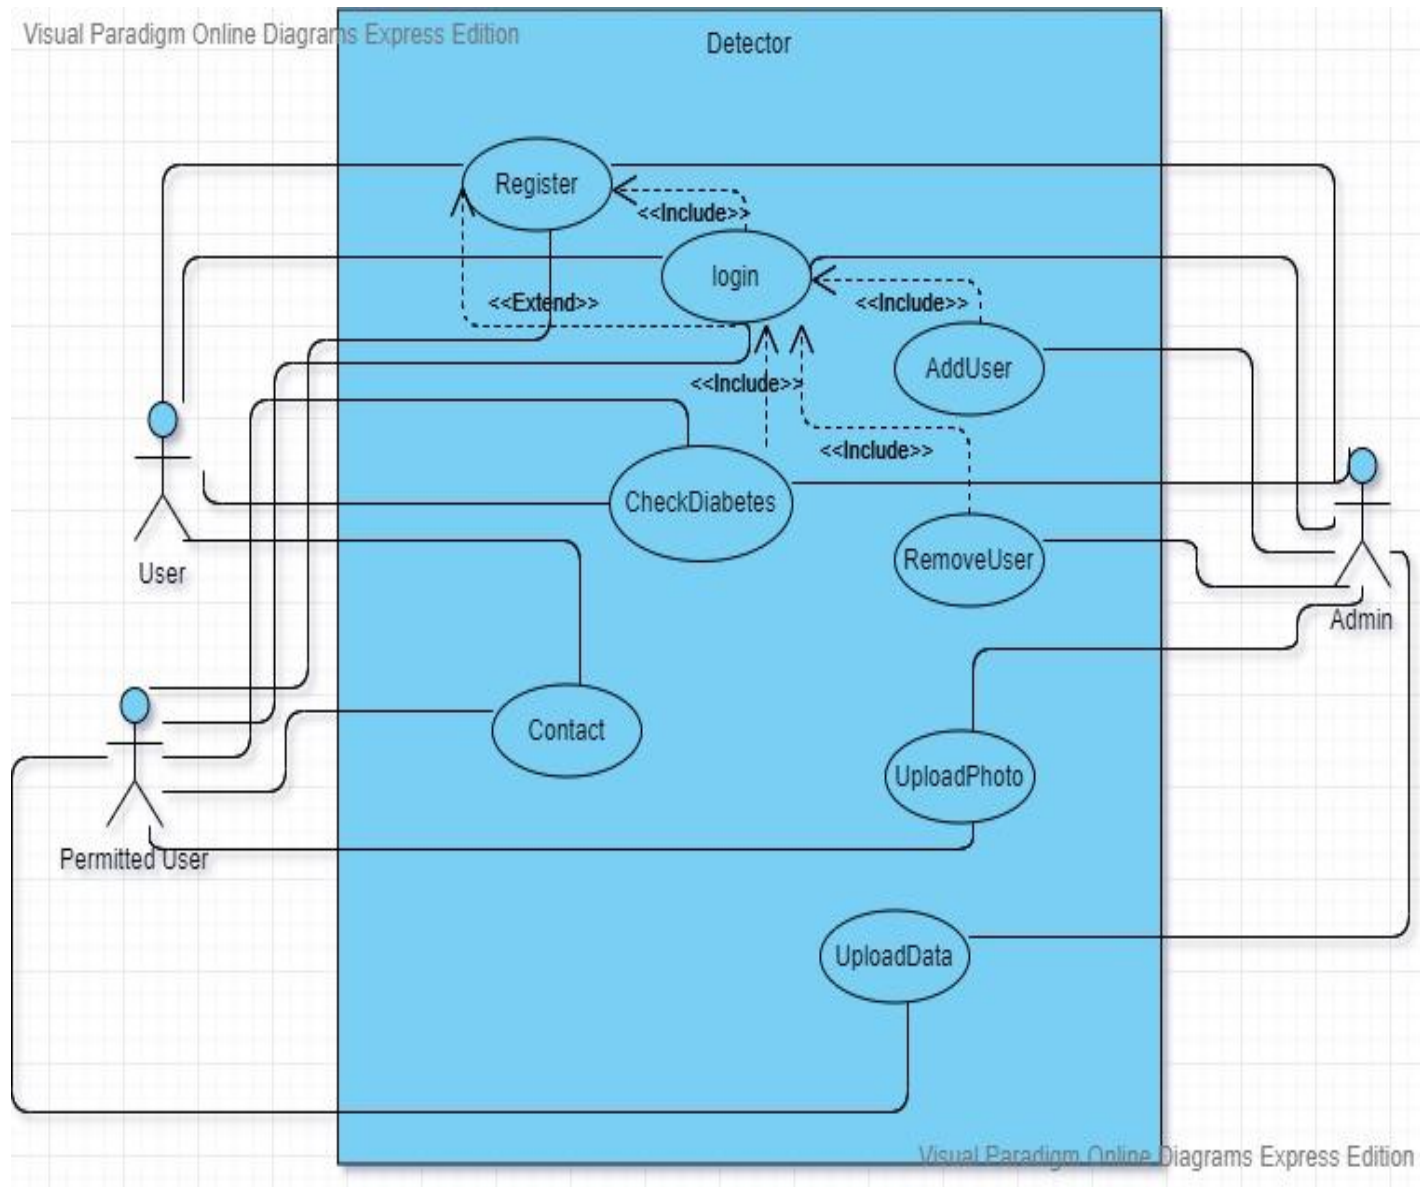 Visual Paradigm Online Diagrams Express Edition
Detector
Register
<<Include>>
login
<<Extend>>
<<Include>>
AddUser
<<Include>>
<<Include>>
CheckDiabetes
RemoveUser
User
Admin
Contact
UploadPhoto
Permitted User
UploadData
Visual Paradigm Online Diagrams Express Edition